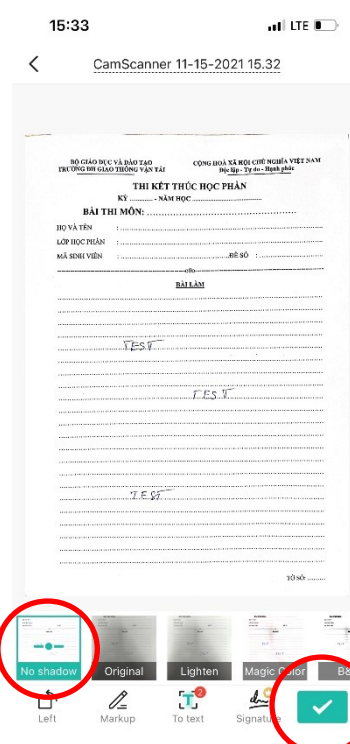 15:33 LTE
CamScanner 11-15-2021 15.32
BỘ GIÁO DỤC VÀ ĐÀO TẠO
TRƯỜNG ĐH GIAO THÔNG VẬN TẢI
CỘNG HOÀ XÃ HỘI CHỦ NGHĨA VIỆT NAM
Độc lập - Tự do - Hạnh phúc
THI KẾT THÚC HỌC PHẦN
KỲ ........... - NĂM HỌC ..............................
BÀI THI MÔN: ..........................................
HỌ VÀ TÊN :
LỚP HỌC PHẦN :
MÃ SINH VIÊN : ĐỀ SỐ :
BÀI LÀM
TEST
TEST
TEST
TỜ SỐ: .........
No shadow Original Lighten Magic Color B&
Left Markup To text 2 Signature